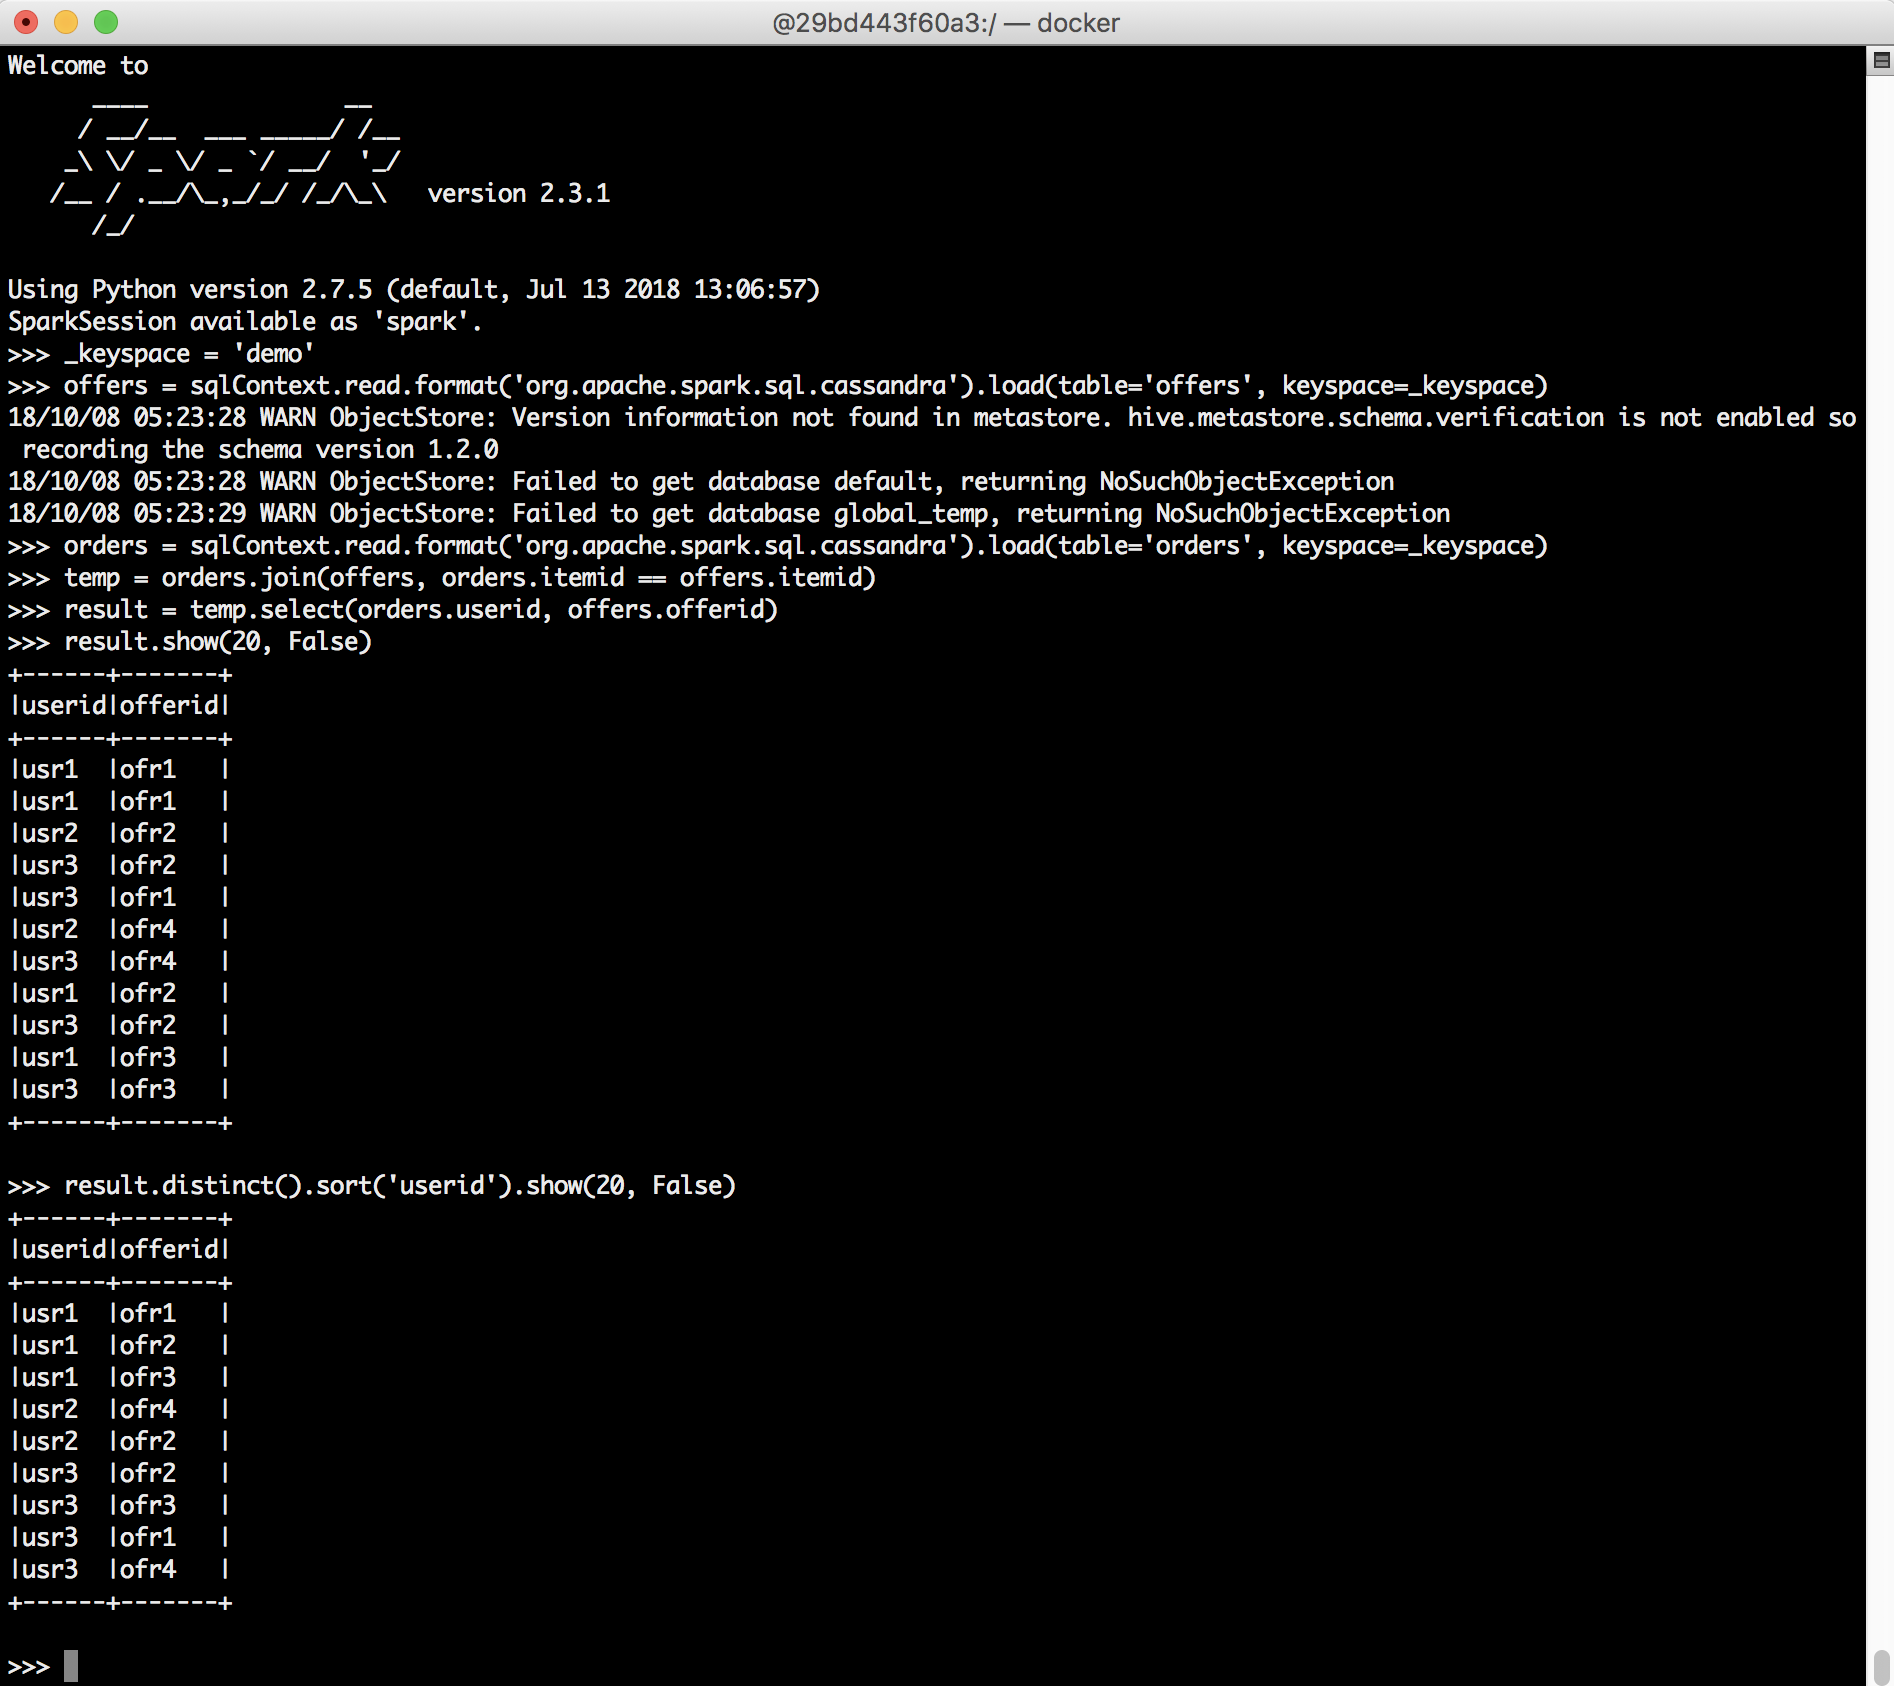 @29bd443f60a3:/ — docker
Welcome to
      ____              __
     / __/__  ___ _____/ /__
    _\ \/ _ \/ _ `/ __/  '_/
   /__ / .__/\_,_/_/ /_/\_\   version 2.3.1
      /_/
Using Python version 2.7.5 (default, Jul 13 2018 13:06:57)
SparkSession available as 'spark'.
>>> _keyspace = 'demo'
>>> offers = sqlContext.read.format('org.apache.spark.sql.cassandra').load(table='offers', keyspace=_keyspace)
18/10/08 05:23:28 WARN ObjectStore: Version information not found in metastore. hive.metastore.schema.verification is not enabled so
 recording the schema version 1.2.0
18/10/08 05:23:28 WARN ObjectStore: Failed to get database default, returning NoSuchObjectException
18/10/08 05:23:29 WARN ObjectStore: Failed to get database global_temp, returning NoSuchObjectException
>>> orders = sqlContext.read.format('org.apache.spark.sql.cassandra').load(table='orders', keyspace=_keyspace)
>>> temp = orders.join(offers, orders.itemid == offers.itemid)
>>> result = temp.select(orders.userid, offers.offerid)
>>> result.show(20, False)
+------+-------+
|userid|offerid|
+------+-------+
|usr1  |ofr1   |
|usr1  |ofr1   |
|usr2  |ofr2   |
|usr3  |ofr2   |
|usr3  |ofr1   |
|usr2  |ofr4   |
|usr3  |ofr4   |
|usr1  |ofr2   |
|usr3  |ofr2   |
|usr1  |ofr3   |
|usr3  |ofr3   |
+------+-------+
>>> result.distinct().sort('userid').show(20, False)
+------+-------+
|userid|offerid|
+------+-------+
|usr1  |ofr1   |
|usr1  |ofr2   |
|usr1  |ofr3   |
|usr2  |ofr4   |
|usr2  |ofr2   |
|usr3  |ofr2   |
|usr3  |ofr3   |
|usr3  |ofr1   |
|usr3  |ofr4   |
+------+-------+
>>>